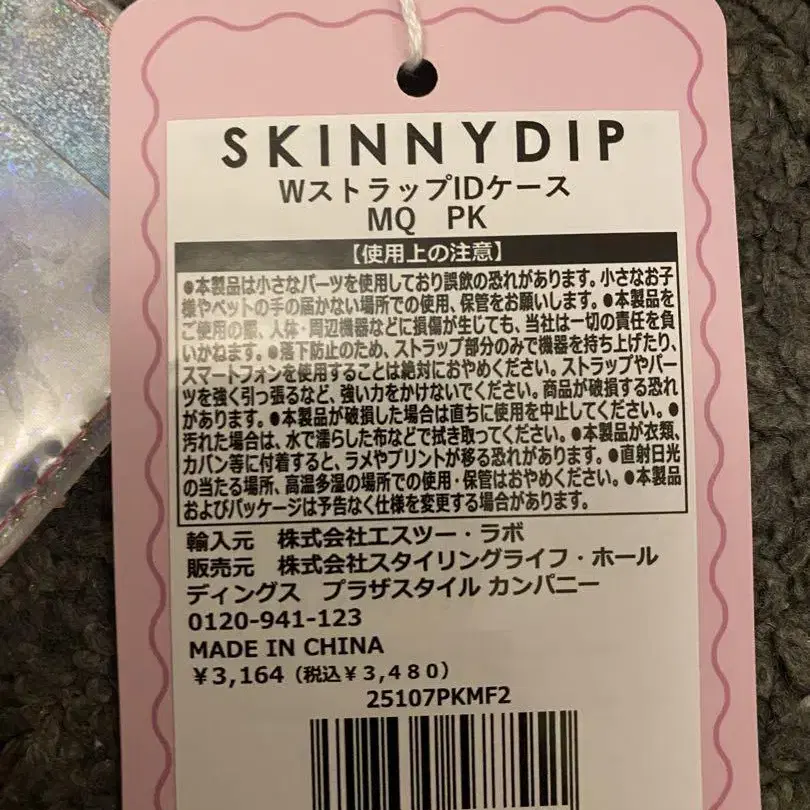 SKINNYDIP
WストラップIDケース
MQ PK
【使用上の注意】
●本製品は小さなパーツを使用しており誤飲の恐れがあります。小さなお子
様やペットの手の届かない場所での使用、保管をお願いします。●本製品を
ご使用の際、人体・周辺機器などに損傷が生じても、当社は一切の責任を負
いかねます。●落下防止のため、ストラップ部分のみで機器を持ち上げたり、
スマートフォンを使用することは絶対におやめください。ストラップやパー
ツを強く引っ張るなど、強い力をかけないでください。商品が破損する恐れ
があります。●本製品が破損した場合は直ちに使用を中止してください。●
汚れた場合は、水で濡らした布などで拭き取ってください。●本製品が衣類、
カバン等に付着すると、ラメやプリントが移る恐れがあります。●直射日光
の当たる場所、高温多湿の場所での使用・保管はおやめください。●本製品
およびパッケージは予告なく仕様を変更する場合があります。
輸入元 株式会社エスツー・ラボ
販売元 株式会社スタイリングライフ・ホール
ディングス プラザスタイル カンパニー
0120-941-123
MADE IN CHINA
￥3,164（税込￥3,480）
25107PKMF2